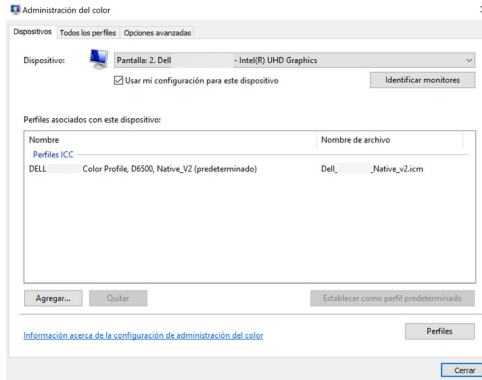 Administración del color
Dispositivos Todos los perfiles Opciones avanzadas
Dispositivo: Pantalla: 2. Dell - Intel(R) UHD Graphics
Usar mi configuración para este dispositivo Identificar monitores
Perfiles asociados con este dispositivo:
Nombre Nombre de archivo
Perfiles ICC
DELL Color Profile, D6500, Native_V2 (predeterminado) Dell_ _Native_v2.icm
Agregar... Quitar Establecer como perfil predeterminado
Información acerca de la configuración de administración del color Perfiles
Cerrar